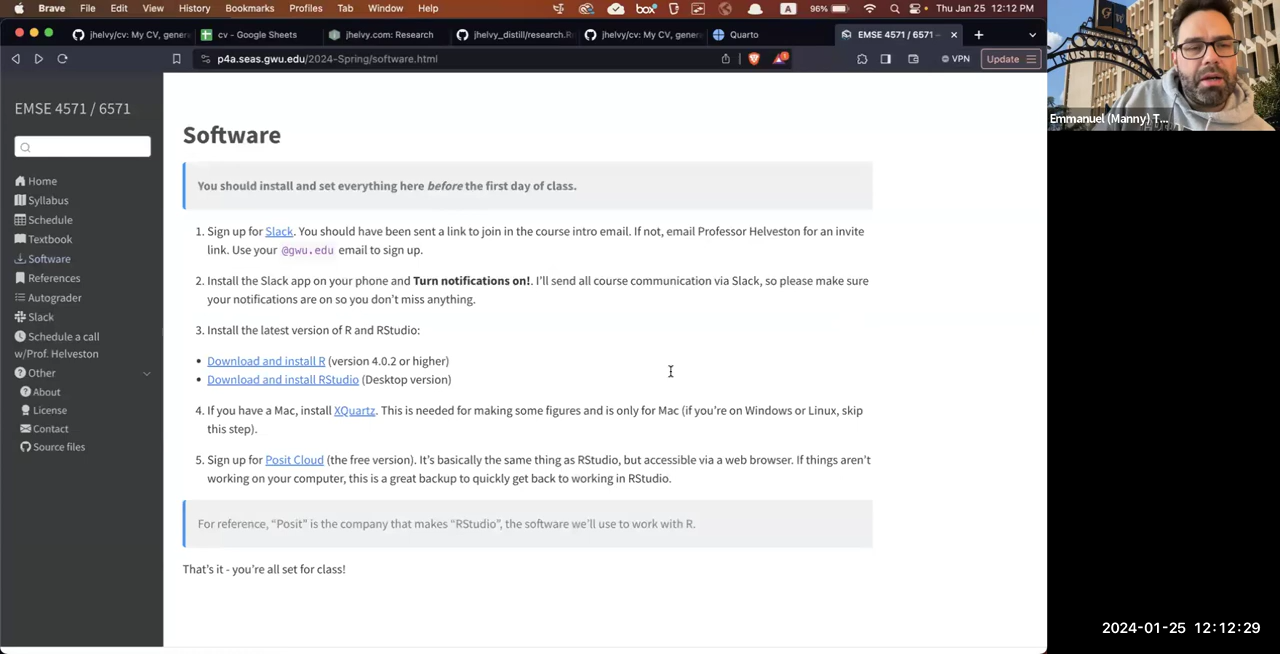 Brave File Edit View History Bookmarks Profiles Tab Window Help box A 96% Thu Jan 25 12:12 PM
jhelvy/cv: My CV, gener
cv - Google Sheets
jhelvy.com: Research
jhelvy_distill/research.R
jhelvy/cv: My CV, gener
Quarto
EMSE 4571 / 6571 –
p4a.seas.gwu.edu/2024-Spring/software.html
VPN
Update
EMSE 4571 / 6571
Home
Syllabus
Schedule
Textbook
Software
References
Autograder
Slack
Schedule a call
w/Prof. Helveston
Other
About
License
Contact
Source files
Software
You should install and set everything here before the first day of class.
1. Sign up for Slack. You should have been sent a link to join in the course intro email. If not, email Professor Helveston for an invite
link. Use your @gwu.edu email to sign up.
2. Install the Slack app on your phone and Turn notifications on!. I'll send all course communication via Slack, so please make sure
your notifications are on so you don't miss anything.
3. Install the latest version of R and RStudio:
• Download and install R (version 4.0.2 or higher)
• Download and install RStudio (Desktop version)
4. If you have a Mac, install XQuartz. This is needed for making some figures and is only for Mac (if you're on Windows or Linux, skip
this step).
5. Sign up for Posit Cloud (the free version). It's basically the same thing as RStudio, but accessible via a web browser. If things aren't
working on your computer, this is a great backup to quickly get back to working in RStudio.
For reference, "Posit" is the company that makes "RStudio", the software we'll use to work with R.
That's it - you're all set for class!
TRUSTEES
Emmanuel (Manny) T...
2024-01-25 12:12:29